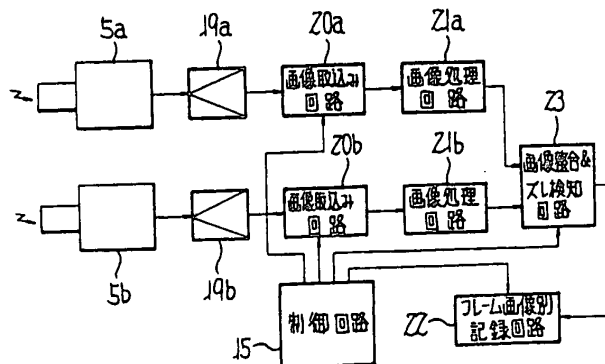 5a
19a
20a
21a
画像取込み
回路
画像処理
回路
23
画像整合&
ズレ検知
回路
20b
21b
画像取込み
回路
画像処理
回路
5b
19b
制御回路
15
22
フレーム画像別
記録回路